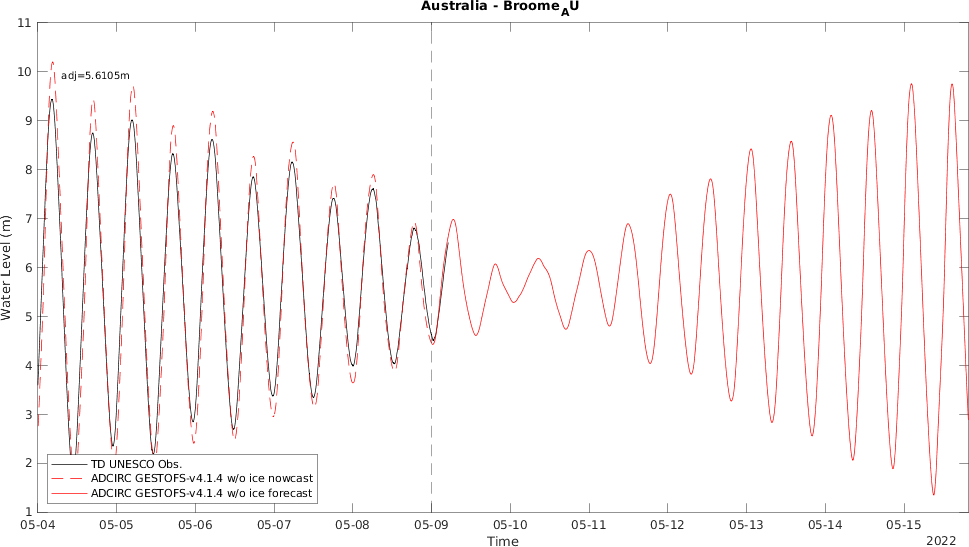 Australia - Broome_AU
adj=5.6105m
Water Level (m)
11
10
9
8
7
6
5
4
3
2
1
TD UNESCO Obs.
ADCIRC GESTOFS-v4.1.4 w/o ice nowcast
ADCIRC GESTOFS-v4.1.4 w/o ice forecast
05-04 05-05 05-06 05-07 05-08 05-09 05-10 05-11 05-12 05-13 05-14 05-15
Time
2022